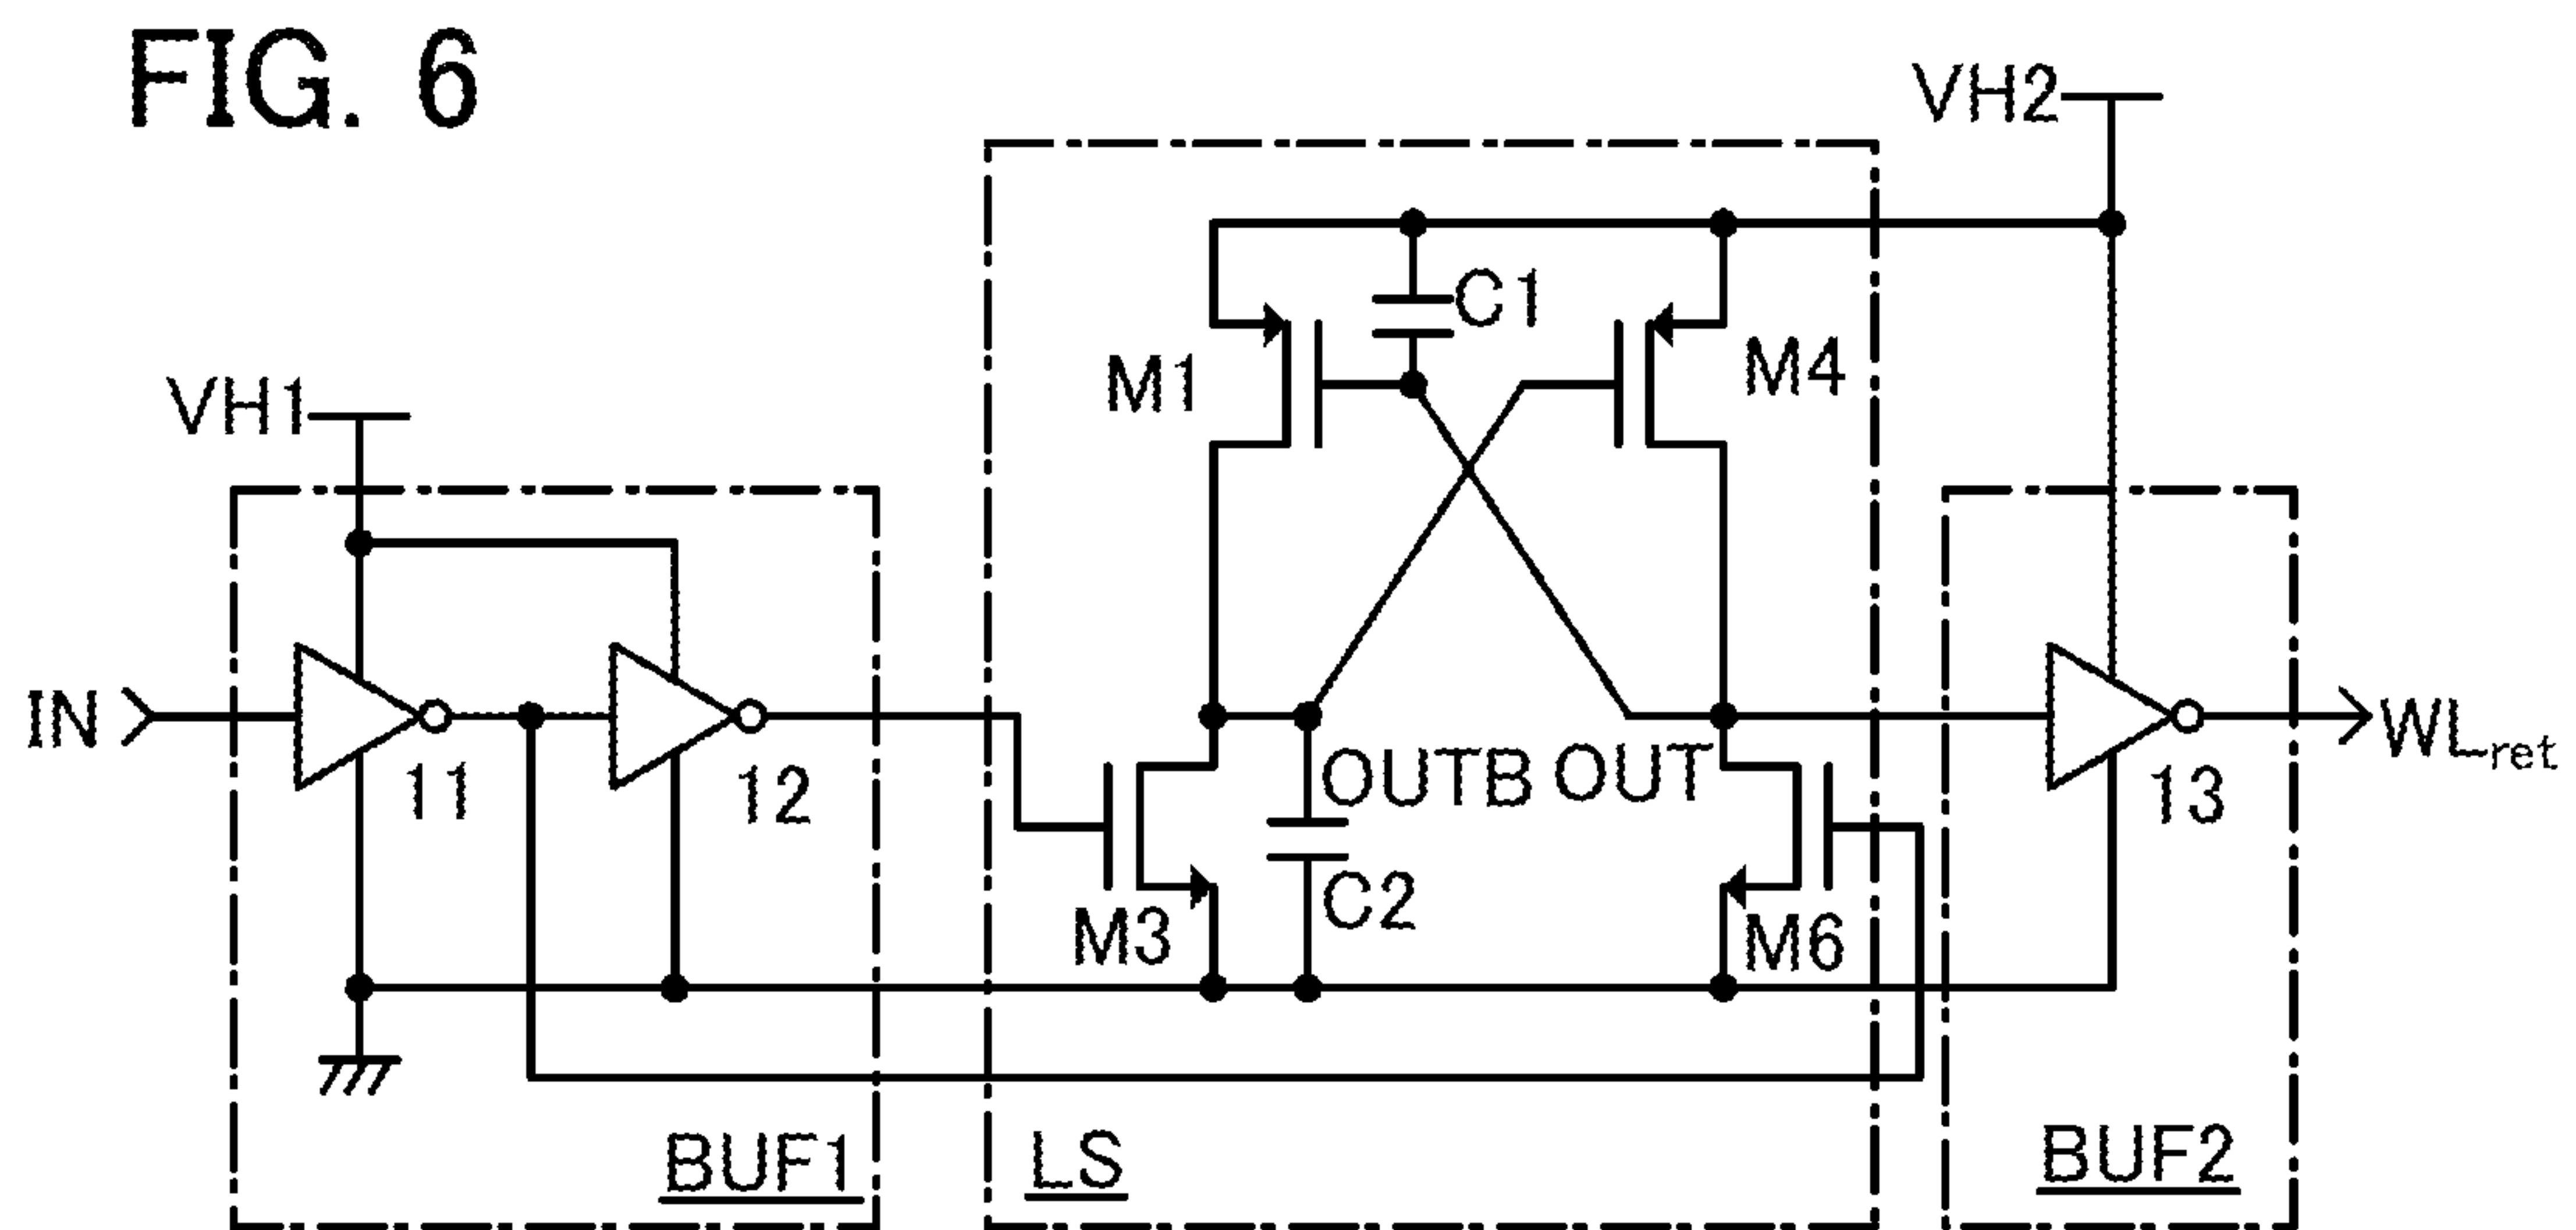 FIG. 6
VH2
C1
M1
M4
VH1
IN
11
12
OUTB
OUT
13
WLret
C2
M3
M6
BUF1
LS
BUF2